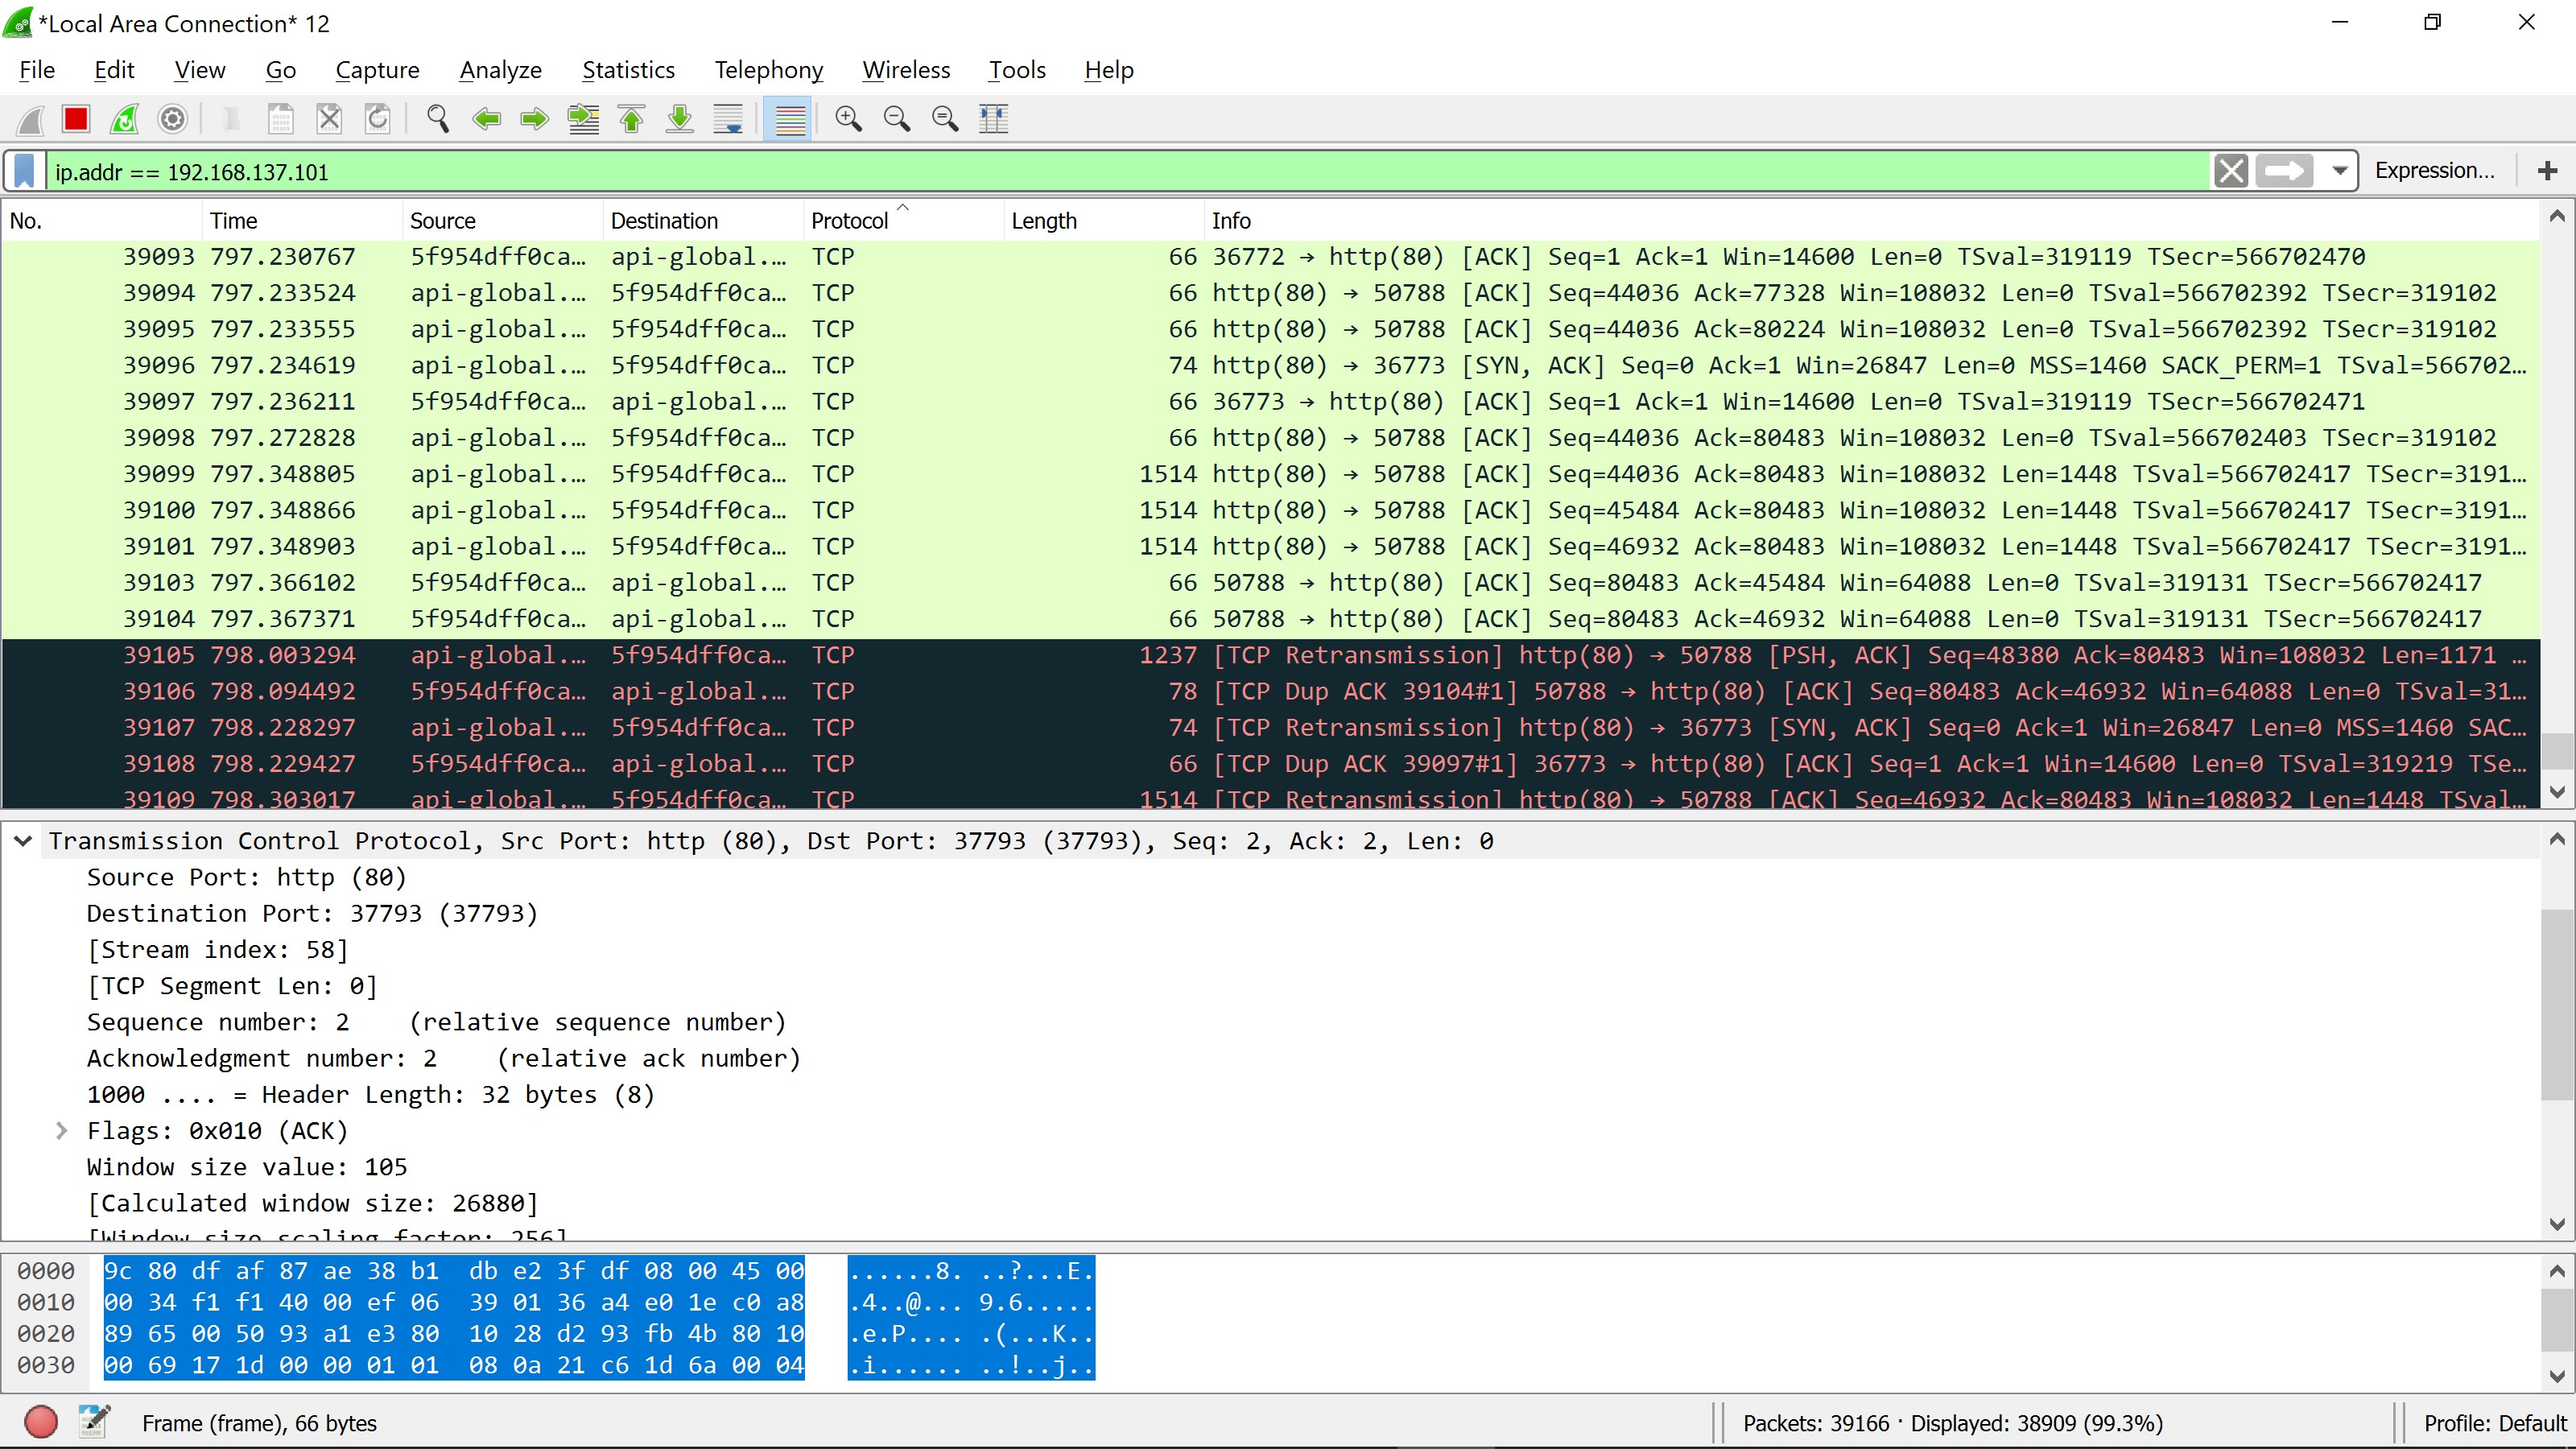 *Local Area Connection* 12
File Edit View Go Capture Analyze Statistics Telephony Wireless Tools Help
ip.addr == 192.168.137.101 Expression… +
No. Time Source Destination Protocol Length Info
39093 797.230767 5f954dff0ca… api-global.… TCP 66 36772 → http(80) [ACK] Seq=1 Ack=1 Win=14600 Len=0 TSval=319119 TSecr=566702470
39094 797.233524 api-global.… 5f954dff0ca… TCP 66 http(80) → 50788 [ACK] Seq=44036 Ack=77328 Win=108032 Len=0 TSval=566702392 TSecr=319102
39095 797.233555 api-global.… 5f954dff0ca… TCP 66 http(80) → 50788 [ACK] Seq=44036 Ack=80224 Win=108032 Len=0 TSval=566702392 TSecr=319102
39096 797.234619 api-global.… 5f954dff0ca… TCP 74 http(80) → 36773 [SYN, ACK] Seq=0 Ack=1 Win=26847 Len=0 MSS=1460 SACK_PERM=1 TSval=566702…
39097 797.236211 5f954dff0ca… api-global.… TCP 66 36773 → http(80) [ACK] Seq=1 Ack=1 Win=14600 Len=0 TSval=319119 TSecr=566702471
39098 797.272828 api-global.… 5f954dff0ca… TCP 66 http(80) → 50788 [ACK] Seq=44036 Ack=80483 Win=108032 Len=0 TSval=566702403 TSecr=319102
39099 797.348805 api-global.… 5f954dff0ca… TCP 1514 http(80) → 50788 [ACK] Seq=44036 Ack=80483 Win=108032 Len=1448 TSval=566702417 TSecr=3191…
39100 797.348866 api-global.… 5f954dff0ca… TCP 1514 http(80) → 50788 [ACK] Seq=45484 Ack=80483 Win=108032 Len=1448 TSval=566702417 TSecr=3191…
39101 797.348903 api-global.… 5f954dff0ca… TCP 1514 http(80) → 50788 [ACK] Seq=46932 Ack=80483 Win=108032 Len=1448 TSval=566702417 TSecr=3191…
39103 797.366102 5f954dff0ca… api-global.… TCP 66 50788 → http(80) [ACK] Seq=80483 Ack=45484 Win=64088 Len=0 TSval=319131 TSecr=566702417
39104 797.367371 5f954dff0ca… api-global.… TCP 66 50788 → http(80) [ACK] Seq=80483 Ack=46932 Win=64088 Len=0 TSval=319131 TSecr=566702417
39105 798.003294 api-global.… 5f954dff0ca… TCP 1237 [TCP Retransmission] http(80) → 50788 [PSH, ACK] Seq=48380 Ack=80483 Win=108032 Len=1171 …
39106 798.094492 5f954dff0ca… api-global.… TCP 78 [TCP Dup ACK 39104#1] 50788 → http(80) [ACK] Seq=80483 Ack=46932 Win=64088 Len=0 TSval=31…
39107 798.228297 api-global.… 5f954dff0ca… TCP 74 [TCP Retransmission] http(80) → 36773 [SYN, ACK] Seq=0 Ack=1 Win=26847 Len=0 MSS=1460 SAC…
39108 798.229427 5f954dff0ca… api-global.… TCP 66 [TCP Dup ACK 39097#1] 36773 → http(80) [ACK] Seq=1 Ack=1 Win=14600 Len=0 TSval=319219 TSe…
39109 798.303017 api-global.… 5f954dff0ca… TCP 1514 [TCP Retransmission] http(80) → 50788 [ACK] Seq=46932 Ack=80483 Win=108032 Len=1448 TSval…
Transmission Control Protocol, Src Port: http (80), Dst Port: 37793 (37793), Seq: 2, Ack: 2, Len: 0
Source Port: http (80)
Destination Port: 37793 (37793)
[Stream index: 58]
[TCP Segment Len: 0]
Sequence number: 2 (relative sequence number)
Acknowledgment number: 2 (relative ack number)
1000 .... = Header Length: 32 bytes (8)
Flags: 0x010 (ACK)
Window size value: 105
[Calculated window size: 26880]
[Window size scaling factor: 256]
0000 9c 80 df af 87 ae 38 b1 db e2 3f df 08 00 45 00 ......8. ..?...E.
0010 00 34 f1 f1 40 00 ef 06 39 01 36 a4 e0 1e c0 a8 .4..@... 9.6.....
0020 89 65 00 50 93 a1 e3 80 10 28 d2 93 fb 4b 80 10 .e.P.... .(...K..
0030 00 69 17 1d 00 00 01 01 08 0a 21 c6 1d 6a 00 04 .i...... ..!..j..
Frame (frame), 66 bytes Packets: 39166 · Displayed: 38909 (99.3%) Profile: Default